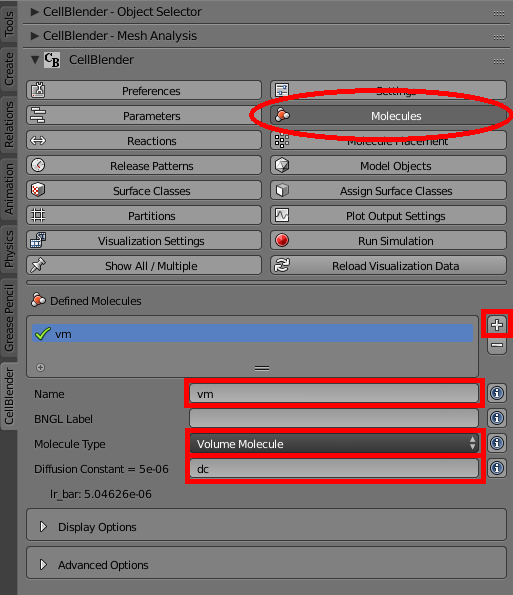 Tools
Create
Relations
Animation
Physics
Grease Pencil
CellBlender
CellBlender - Object Selector
CellBlender - Mesh Analysis
CB CellBlender
Preferences Settings
Parameters Molecules
Reactions Molecule Placement
Release Patterns Model Objects
Surface Classes Assign Surface Classes
Partitions Plot Output Settings
Visualization Settings Run Simulation
Show All / Multiple Reload Visualization Data
Defined Molecules
vm
Name vm
BNGL Label
Molecule Type Volume Molecule
Diffusion Constant = 5e-06 dc
lr_bar: 5.04626e-06
Display Options
Advanced Options